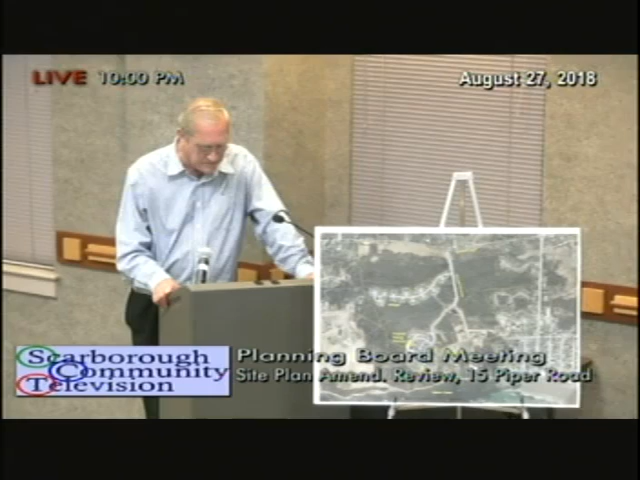 LIVE 10:00 PM
August 27, 2018
Scarborough
Community
Television
Planning Board Meeting
Site Plan Amend. Review, 15 Piper Road